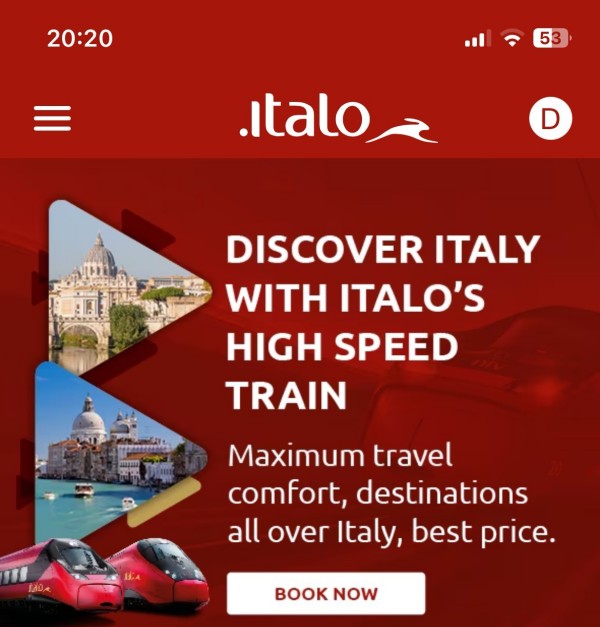 20:20
53
.italo
D
DISCOVER ITALY
WITH ITALO'S
HIGH SPEED
TRAIN
Maximum travel
comfort, destinations
all over Italy, best price.
BOOK NOW